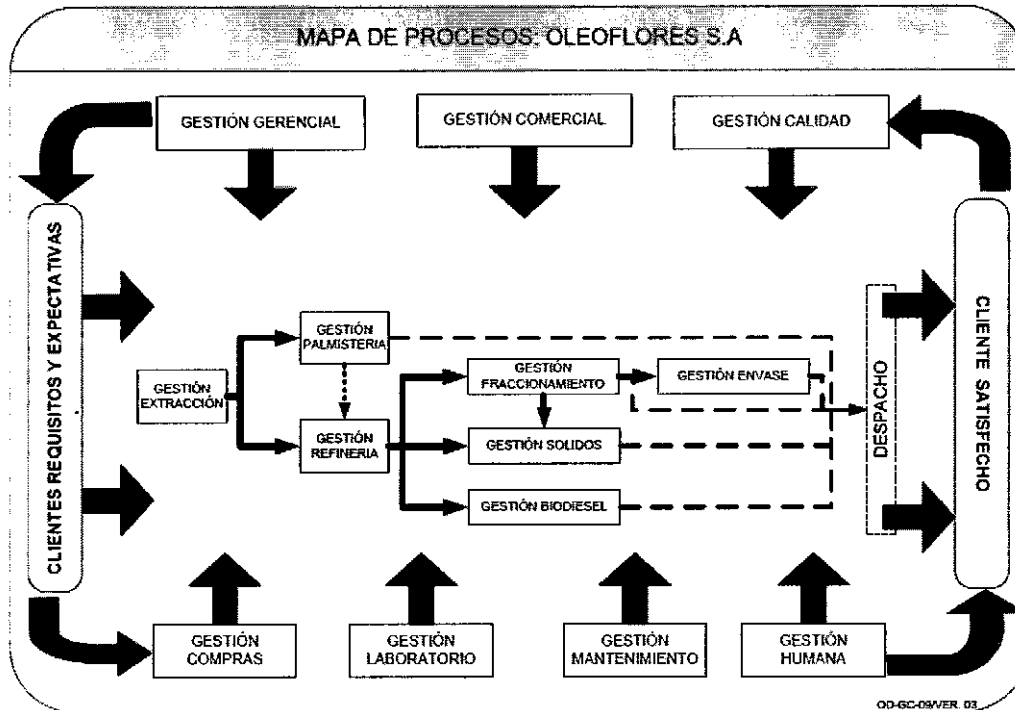 MAPA DE PROCESOS: OLEOFLORES S.A
GESTIÓN GERENCIAL
GESTIÓN COMERCIAL
GESTIÓN CALIDAD
CLIENTES REQUISITOS Y EXPECTATIVAS
GESTIÓN
EXTRACCIÓN
GESTIÓN
PALMISTERIA
GESTIÓN
REFINERIA
GESTIÓN
FRACCIONAMIENTO
GESTIÓN ENVASE
GESTIÓN SOLIDOS
GESTIÓN BIODIESEL
DESPACHO
CLIENTE SATISFECHO
GESTIÓN
COMPRAS
GESTIÓN
LABORATORIO
GESTIÓN
MANTENIMIENTO
GESTIÓN
HUMANA
OD-GC-09/VER. 03